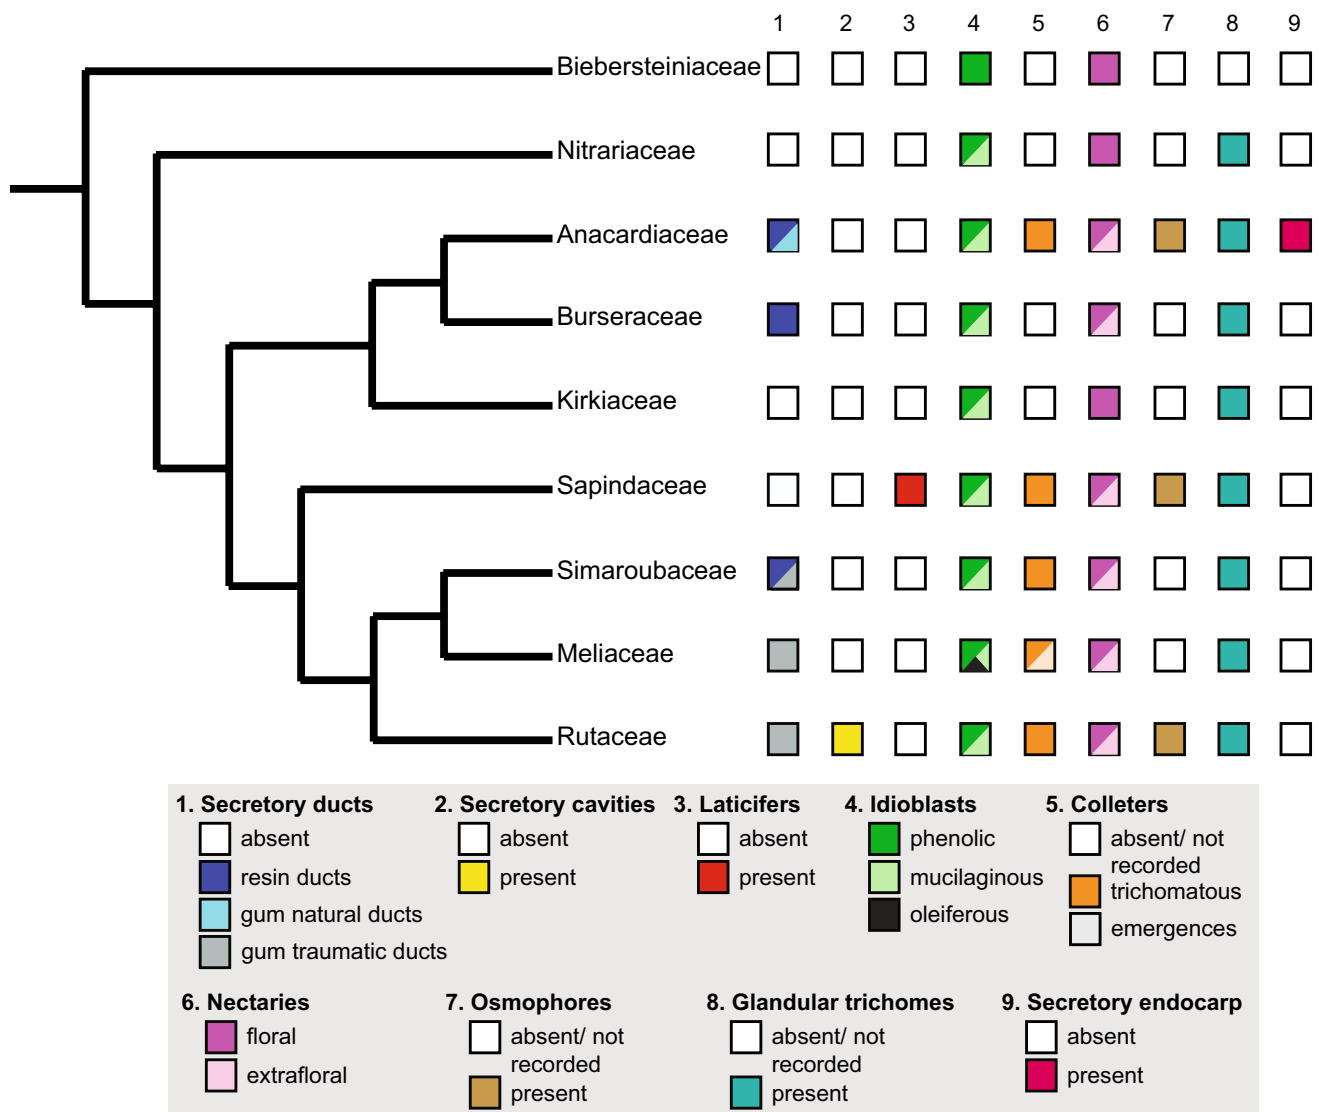 1 2 3 4 5 6 7 8 9
Biebersteiniaceae
Nitrariaceae
Anacardiaceae
Burseraceae
Kirkiaceae
Sapindaceae
Simaroubaceae
Meliaceae
Rutaceae
1. Secretory ducts
absent
resin ducts
gum natural ducts
gum traumatic ducts
2. Secretory cavities
absent
present
3. Laticifers
absent
present
4. Idioblasts
phenolic
mucilaginous
oleiferous
5. Colleters
absent/ not
recorded
trichomatous
emergences
6. Nectaries
floral
extrafloral
7. Osmophores
absent/ not
recorded
present
8. Glandular trichomes
absent/ not
recorded
present
9. Secretory endocarp
absent
present